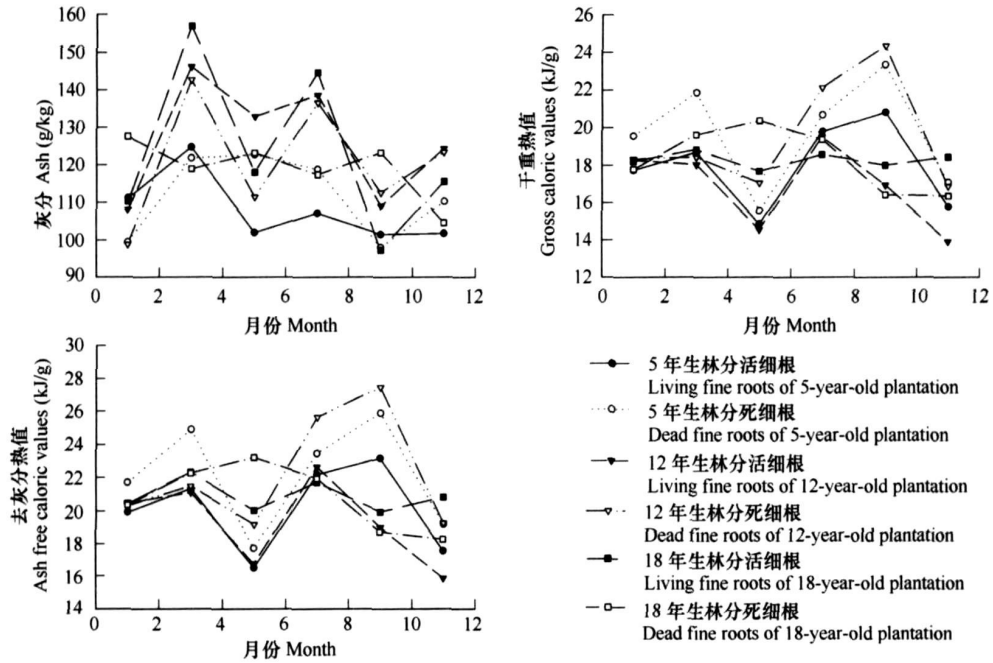 160
150
140
130
120
110
100
90
灰分 Ash (g/kg)
0 2 4 6 8 10 12
月份 Month
26
24
22
20
18
16
14
12
干重热值
Gross caloric values (kJ/g)
0 2 4 6 8 10 12
月份 Month
30
28
26
24
22
20
18
16
14
去灰分热值
Ash free caloric values (kJ/g)
0 2 4 6 8 10 12
月份 Month
5 年生林分活细根
Living fine roots of 5-year-old plantation
5 年生林分死细根
Dead fine roots of 5-year-old plantation
12 年生林分活细根
Living fine roots of 12-year-old plantation
12 年生林分死细根
Dead fine roots of 12-year-old plantation
18 年生林分活细根
Living fine roots of 18-year-old plantation
18 年生林分死细根
Dead fine roots of 18-year-old plantation